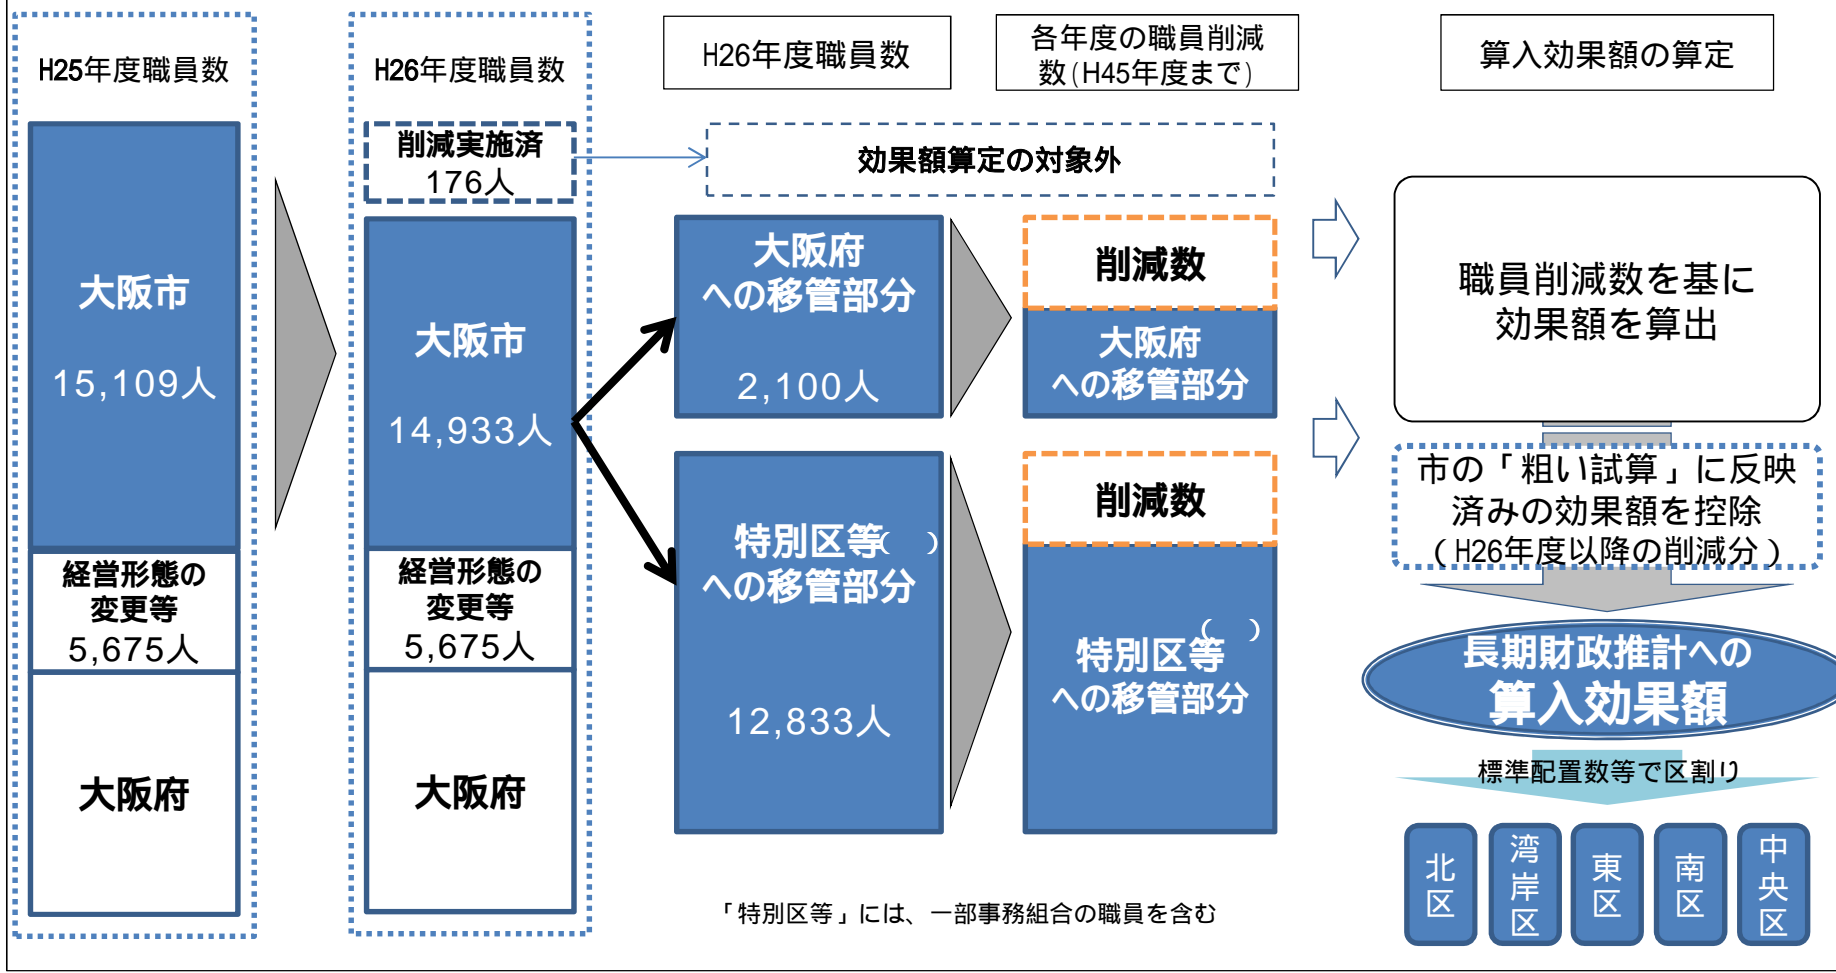 H25年度職員数
大阪市
15,109人
経営形態の
変更等
5,675人
大阪府
H26年度職員数
削減実施済
176人
大阪市
14,933人
経営形態の
変更等
5,675人
大阪府
H26年度職員数
各年度の職員削減
数(H45年度まで)
効果額算定の対象外
大阪府
への移管部分
2,100人
削減数
大阪府
への移管部分
特別区等(　)
への移管部分
12,833人
削減数
(　)
特別区等
への移管部分
「特別区等」には、一部事務組合の職員を含む
算入効果額の算定
職員削減数を基に
効果額を算出
市の「粗い試算」に反映
済みの効果額を控除
(H26年度以降の削減分)
長期財政推計への
算入効果額
標準配置数等で区割り
北区
湾岸区
東区
南区
中央区